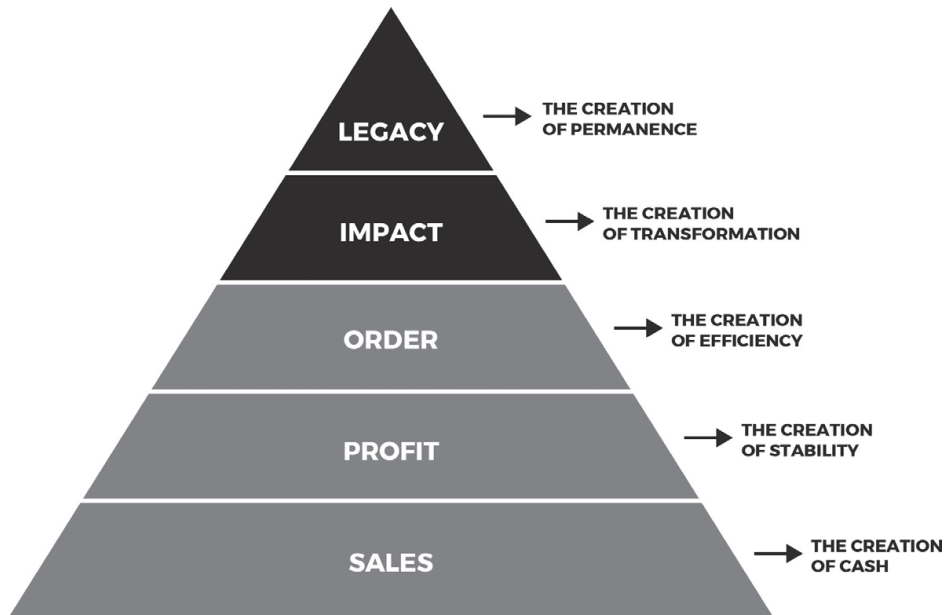 LEGACY
THE CREATION
OF PERMANENCE
IMPACT
THE CREATION
OF TRANSFORMATION
ORDER
THE CREATION
OF EFFICIENCY
PROFIT
THE CREATION
OF STABILITY
SALES
THE CREATION
OF CASH